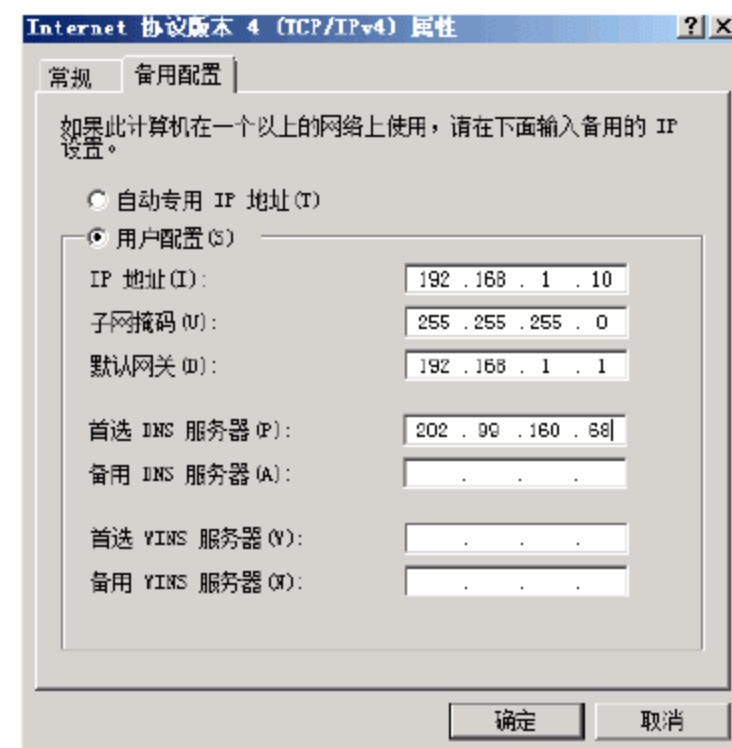 Internet 协议版本 4 (TCP/IPv4) 属性
常规 备用配置
如果此计算机在一个以上的网络上使用,请在下面输入备用的 IP
设置。
自动专用 IP 地址(T)
用户配置(S)
IP 地址(I): 192 .168 . 1 . 10
子网掩码(U): 255 .255 .255 . 0
默认网关(D): 192 .168 . 1 . 1
首选 DNS 服务器(P): 202 . 99 .160 . 68
备用 DNS 服务器(A): . . .
首选 WINS 服务器(W): . . .
备用 WINS 服务器(N): . . .
确定 取消